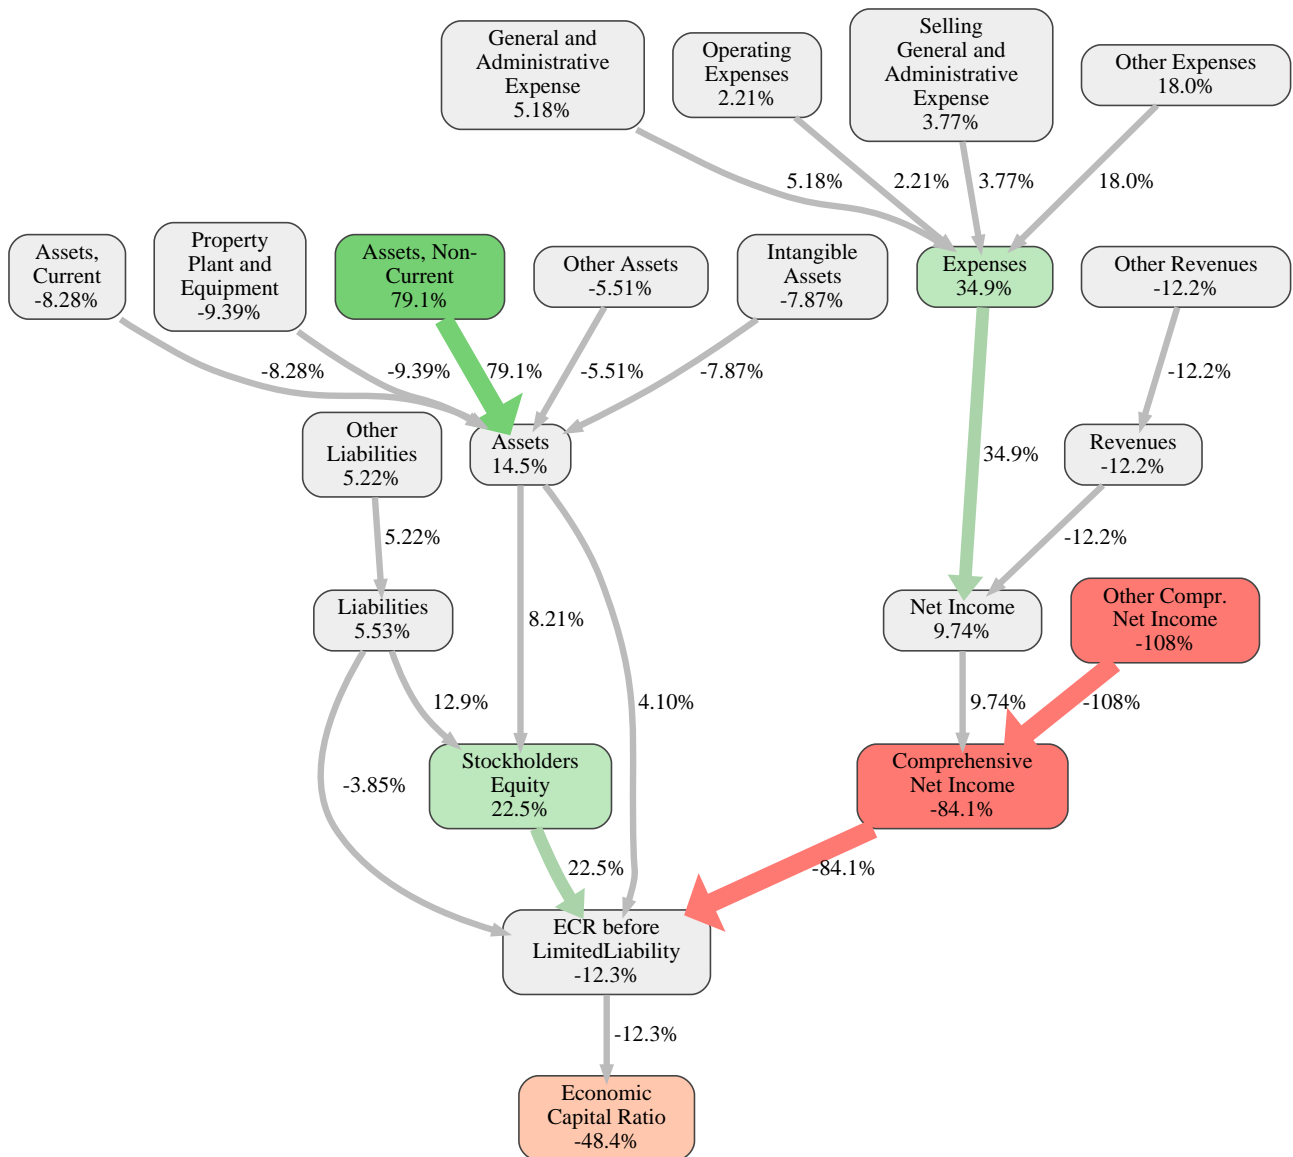 General and
Administrative
Expense
5.18%
Operating
Expenses
2.21%
Selling
General and
Administrative
Expense
3.77%
Other Expenses
18.0%
5.18%
2.21%
3.77%
18.0%
Assets,
Current
-8.28%
Property
Plant and
Equipment
-9.39%
Assets, Non-
Current
79.1%
Other Assets
-5.51%
Intangible
Assets
-7.87%
Expenses
34.9%
Other Revenues
-12.2%
-8.28%
-9.39%
79.1%
-5.51%
-7.87%
-12.2%
Other
Liabilities
5.22%
Assets
14.5%
34.9%
Revenues
-12.2%
5.22%
-12.2%
Liabilities
5.53%
8.21%
Net Income
9.74%
Other Compr.
Net Income
-108%
12.9%
4.10%
9.74%
-108%
-3.85%
Stockholders
Equity
22.5%
Comprehensive
Net Income
-84.1%
22.5%
-84.1%
ECR before
LimitedLiability
-12.3%
-12.3%
Economic
Capital Ratio
-48.4%